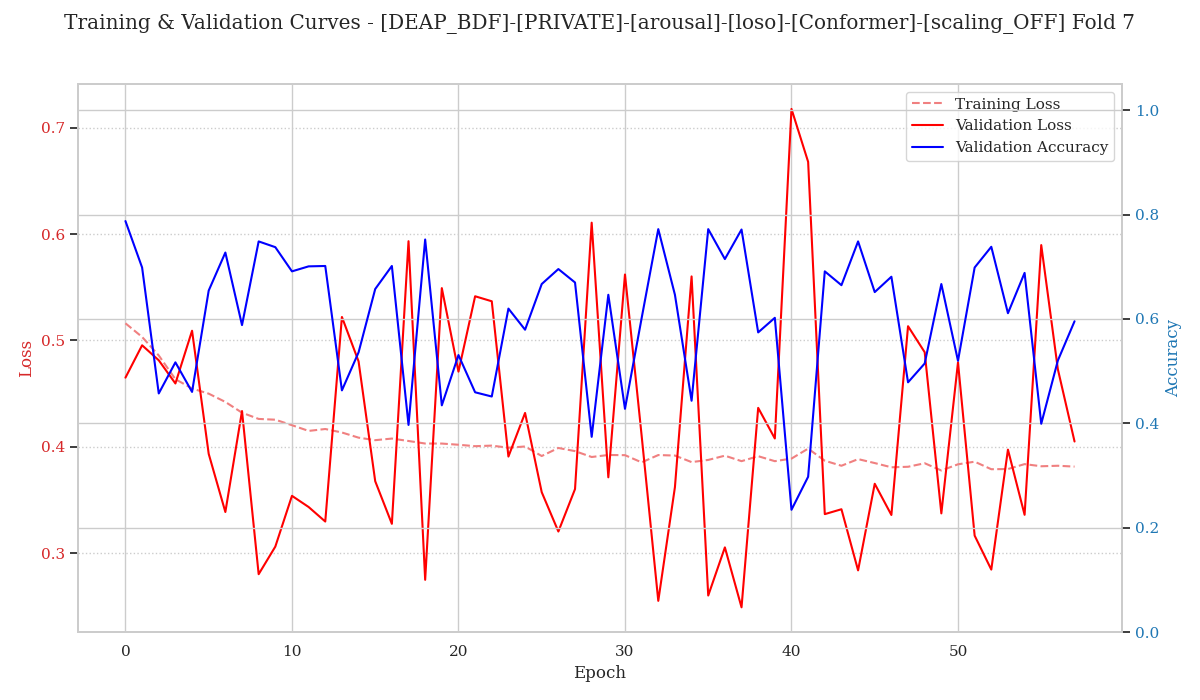 Training & Validation Curves - [DEAP_BDF]-[PRIVATE]-[arousal]-[loso]-[Conformer]-[scaling_OFF] Fold 7
Training Loss
Validation Loss
Validation Accuracy
Loss
0.7
0.6
0.5
0.4
0.3
1.0
0.8
0.6
0.4
0.2
0.0
Accuracy
0
10
20
30
40
50
Epoch